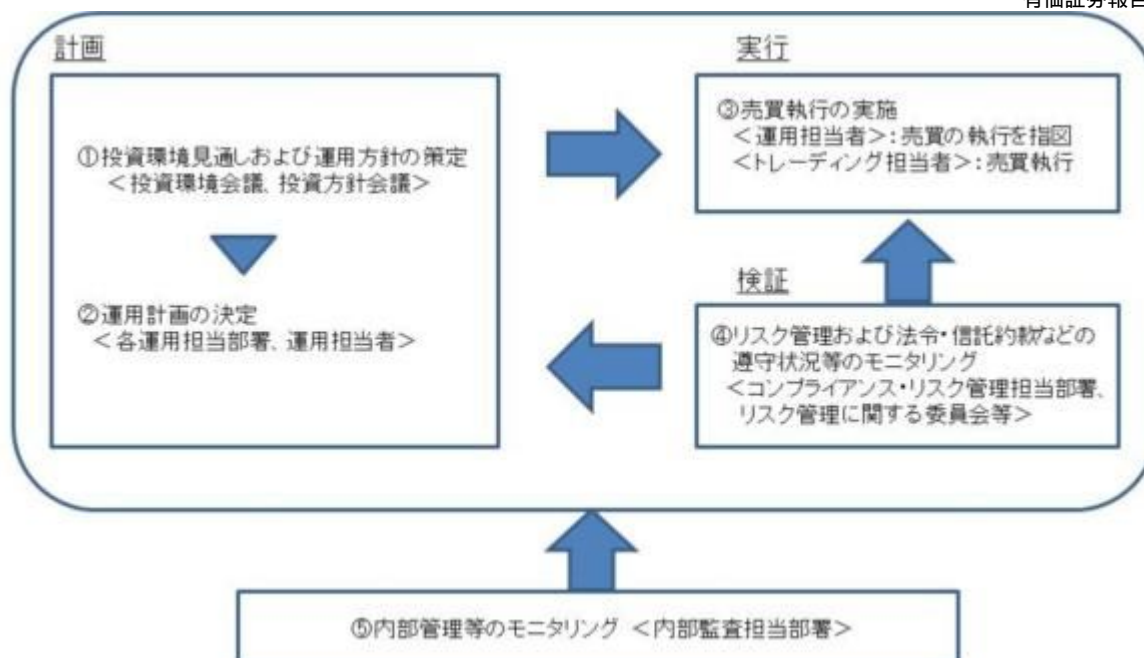 計画
①投資環境見通しおよび運用方針の策定
＜投資環境会議、投資方針会議＞
②運用計画の決定
＜各運用担当部署、運用担当者＞
実行
③売買執行の実施
＜運用担当者＞：売買の執行を指図
＜トレーディング担当者＞：売買執行
検証
④リスク管理および法令・信託約款などの
遵守状況等のモニタリング
＜コンプライアンス・リスク管理担当部署、
リスク管理に関する委員会等＞
⑤内部管理等のモニタリング ＜内部監査担当部署＞